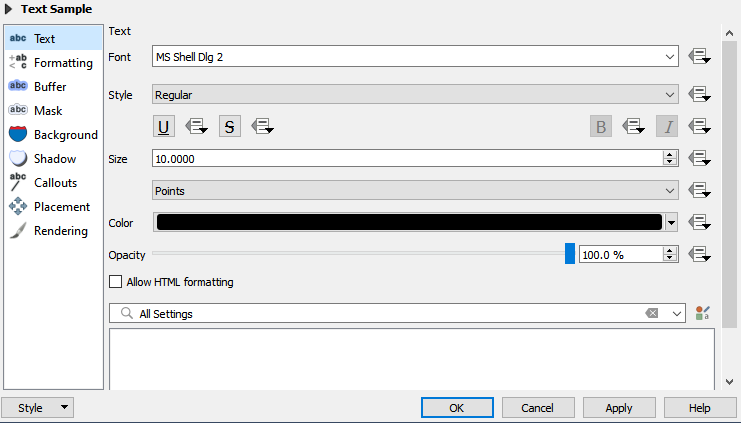 Text Sample
abc Text
Text
Font MS Shell Dlg 2
+ab < c Formatting
abc Buffer
Style Regular
abc Mask
U S B I
Background
Shadow
Size 10.0000
abc Callouts
Points
Placement
Color
Rendering
Opacity 100.0 %
Allow HTML formatting
All Settings
a
Style OK Cancel Apply Help